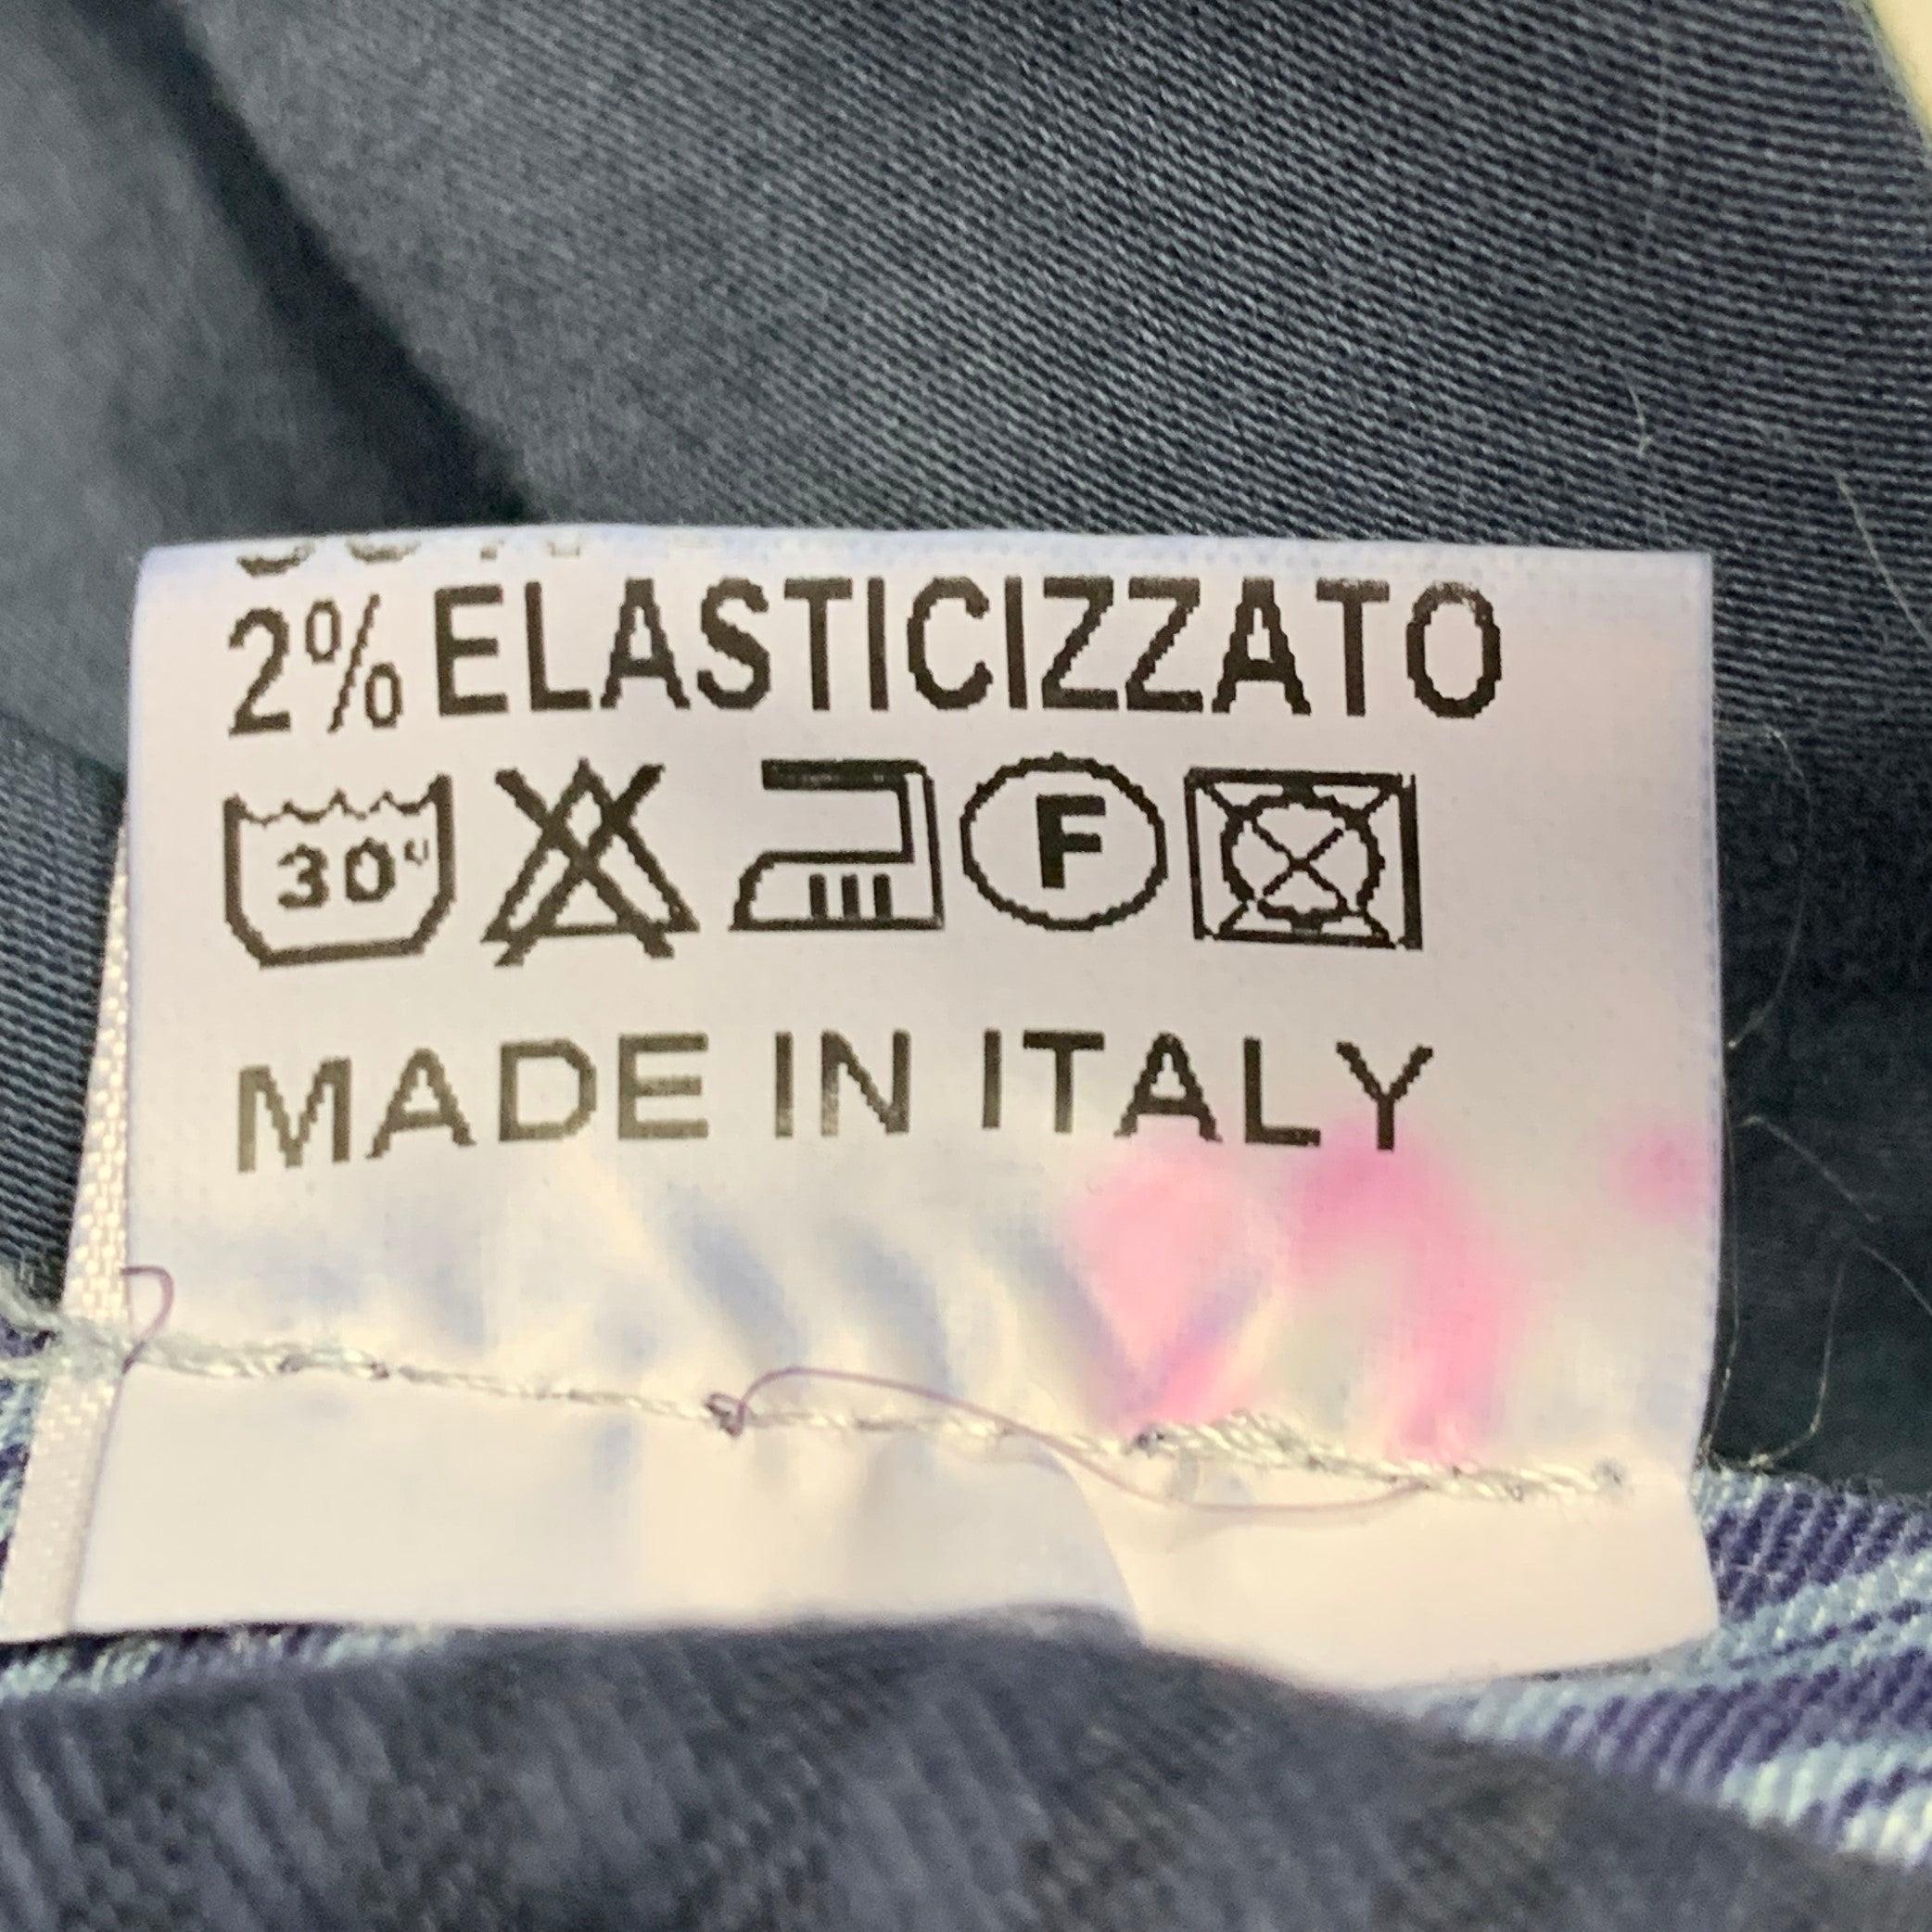 2% ELASTICIZZATO
30° F
MADE IN ITALY